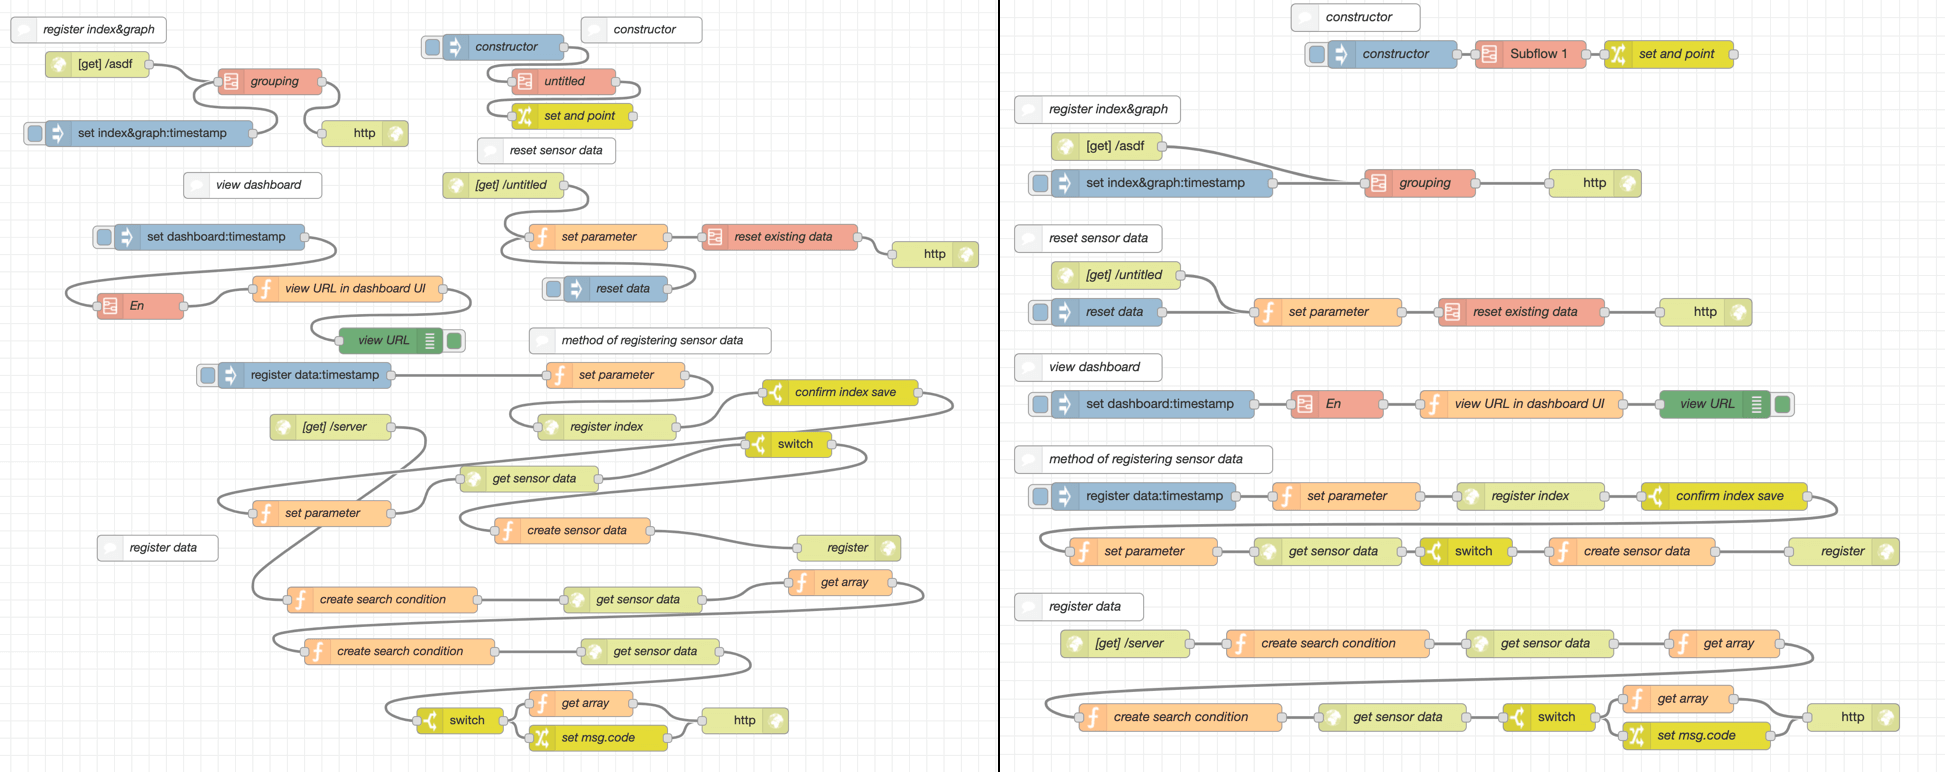 register index&graph
constructor
constructor
[get] /asdf
grouping
untitled
set and point
set index&graph:timestamp
http
reset sensor data
view dashboard
[get] /untitled
set dashboard:timestamp
set parameter
reset existing data
http
En
view URL in dashboard UI
reset data
view URL
method of registering sensor data
register data:timestamp
set parameter
confirm index save
[get] /server
register index
switch
get sensor data
set parameter
create sensor data
register data
register
get array
create search condition
get sensor data
create search condition
get sensor data
get array
switch
http
set msg.code
constructor
constructor
Subflow 1
set and point
register index&graph
[get] /asdf
set index&graph:timestamp
grouping
http
reset sensor data
[get] /untitled
reset data
set parameter
reset existing data
http
view dashboard
set dashboard:timestamp
En
view URL in dashboard UI
view URL
method of registering sensor data
register data:timestamp
set parameter
register index
confirm index save
set parameter
get sensor data
switch
create sensor data
register
register data
[get] /server
create search condition
get sensor data
get array
create search condition
get sensor data
switch
get array
http
set msg.code